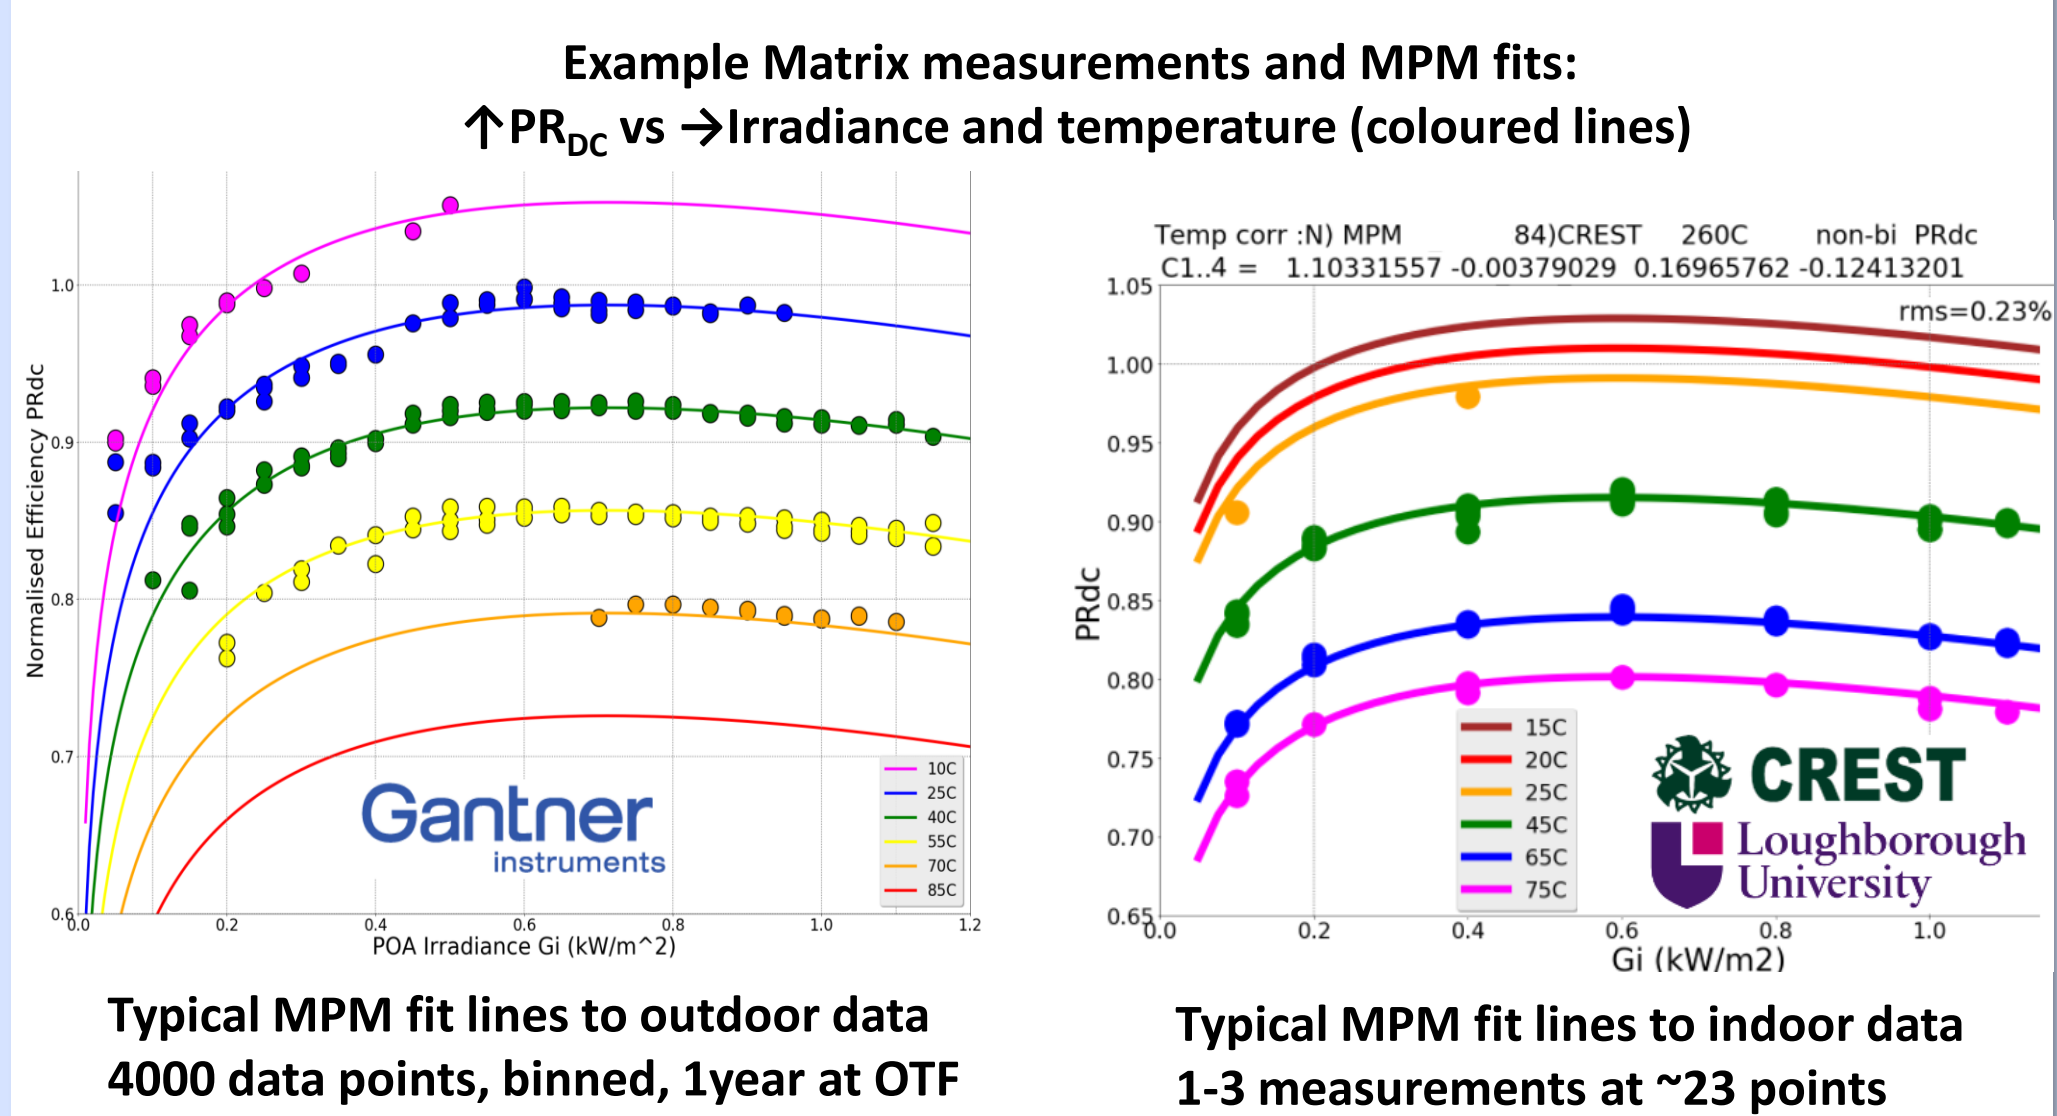 Example Matrix measurements and MPM fits:
↑PRDC vs →Irradiance and temperature (coloured lines)
Normalised Efficiency PRdc
1.0
0.9
0.8
0.7
0.6
0.0
0.2
0.4
0.6
0.8
1.0
1.2
POA Irradiance Gi (kW/m^2)
10C
25C
40C
55C
70C
85C
Gantner
instruments
Typical MPM fit lines to outdoor data
4000 data points, binned, 1year at OTF
Temp corr :N) MPM 84)CREST 260C non-bi PRdc
C1..4 = 1.10331557 -0.00379029 0.16965762 -0.12413201
rms=0.23%
PRdc
1.05
1.00
0.95
0.90
0.85
0.80
0.75
0.70
0.65
0.0
0.2
0.4
0.6
0.8
1.0
Gi (kW/m2)
15C
20C
25C
45C
65C
75C
CREST
Loughborough
University
Typical MPM fit lines to indoor data
1-3 measurements at ~23 points